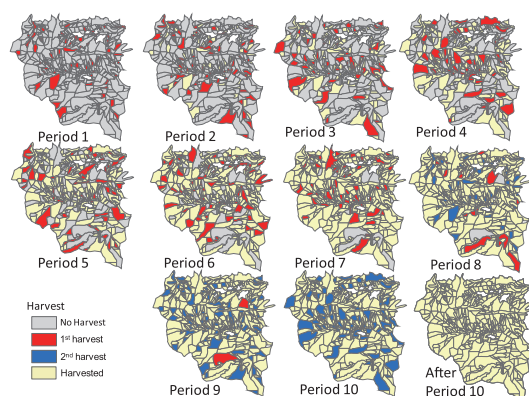 Period 1
Period 2
Period 3
Period 4
Period 5
Period 6
Period 7
Period 8
Harvest
No Harvest
1st harvest
2nd harvest
Harvested
Period 9
Period 10
After
Period 10